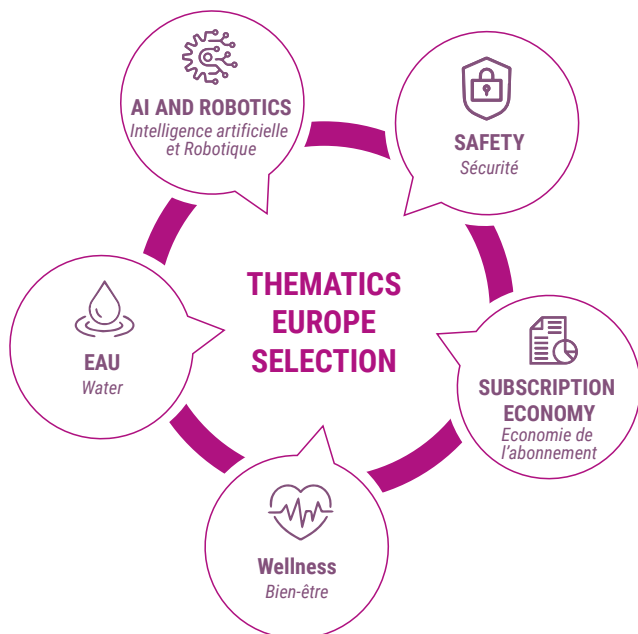 AI AND ROBOTICS
Intelligence artificielle
et Robotique
SAFETY
Sécurité
THEMATICS
EUROPE
SELECTION
EAU
Water
SUBSCRIPTION
ECONOMY
Economie de
l'abonnement
Wellness
Bien-être